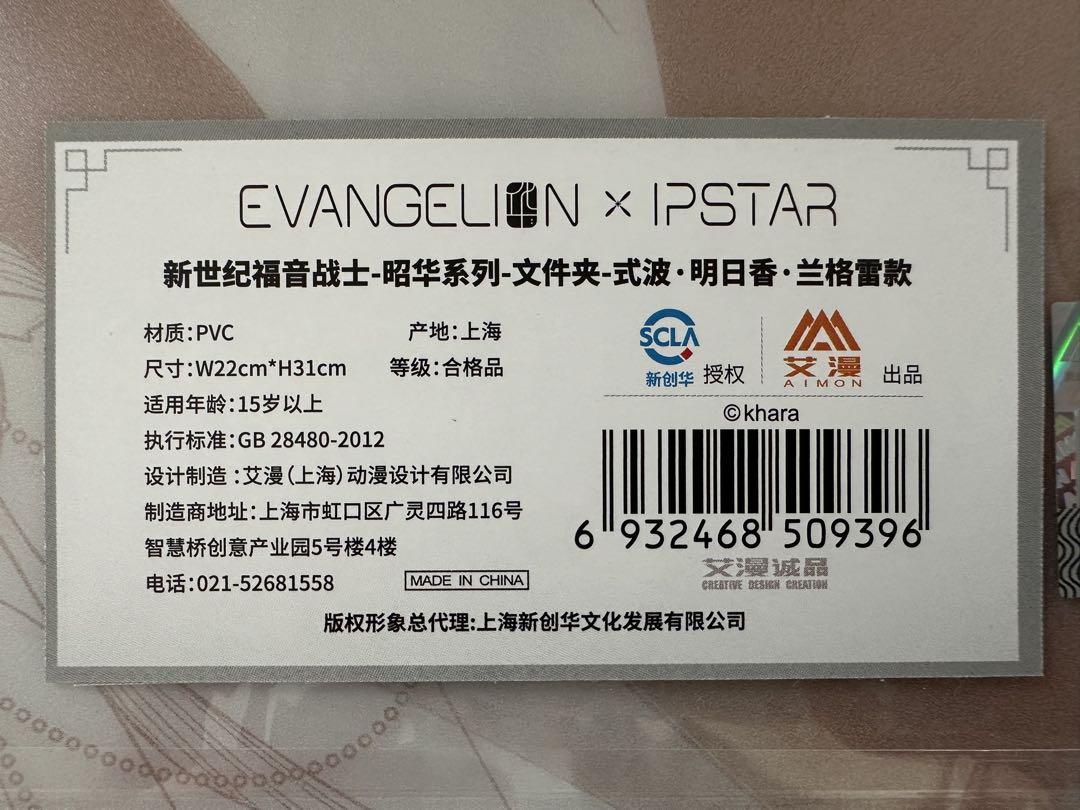 EVANGELION × IPSTAR
新世纪福音战士-昭华系列-文件夹-式波·明日香·兰格雷款
材质:PVC 产地:上海
尺寸:W22cm*H31cm 等级:合格品
适用年龄:15岁以上
执行标准:GB 28480-2012
设计制造:艾漫(上海)动漫设计有限公司
制造商地址:上海市虹口区广灵四路116号
智慧桥创意产业园5号楼4楼
电话:021-52681558 MADE IN CHINA
SCLA
新创华 授权
艾漫
AIMON 出品
©khara
6 932468 509396
艾漫诚品
CREATIVE DESIGN CREATION
版权形象总代理:上海新创华文化发展有限公司